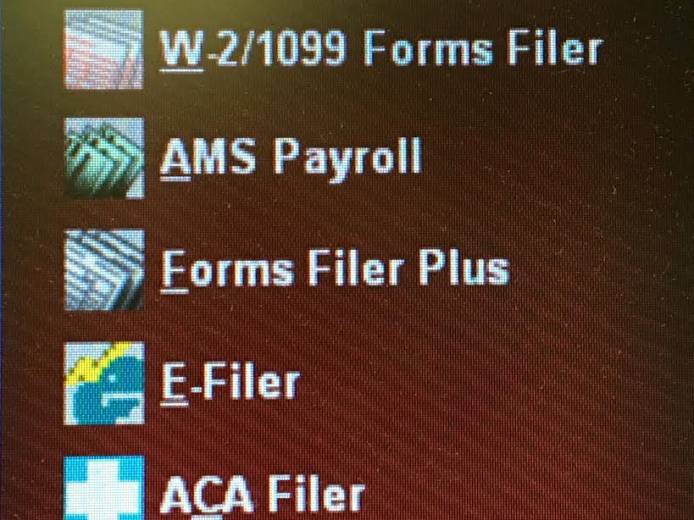 W-2/1099 Forms Filer
AMS Payroll
Forms Filer Plus
E-Filer
ACA Filer